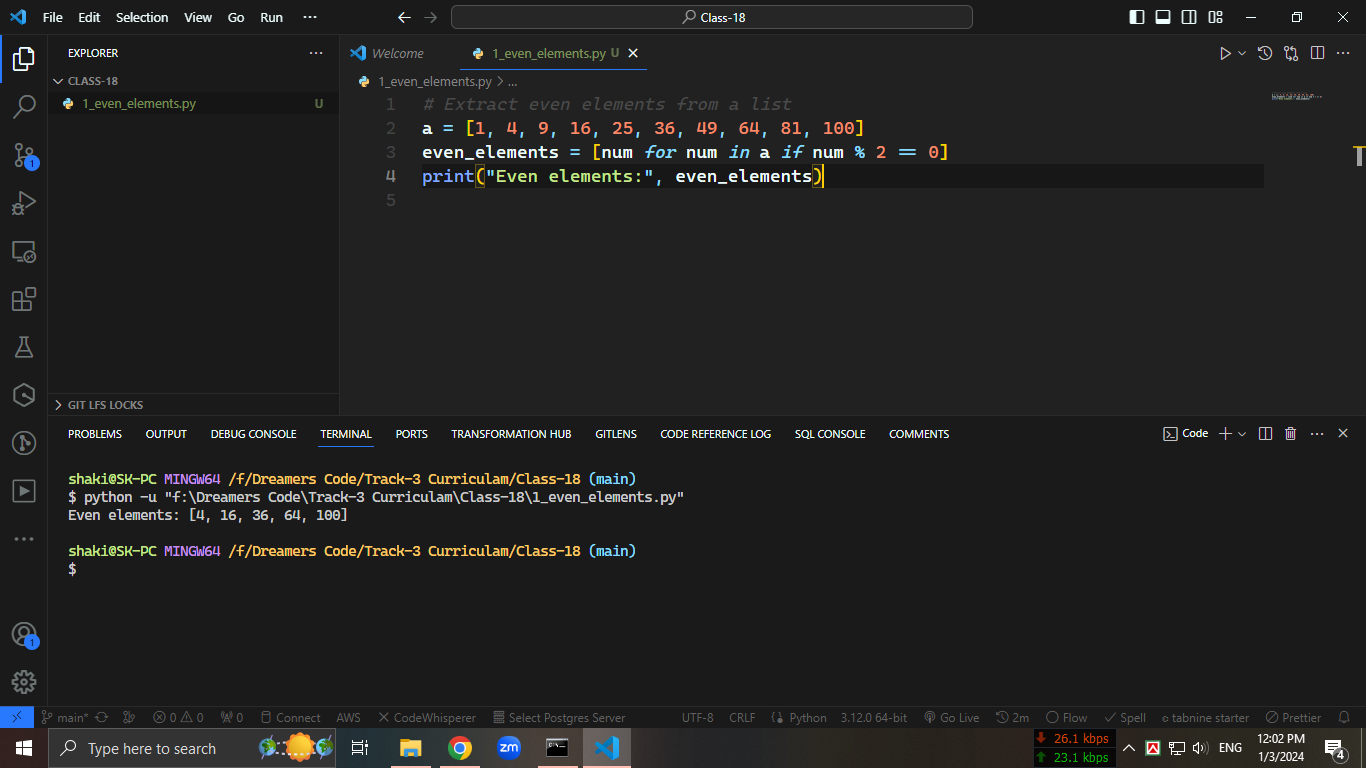 File Edit Selection View Go Run ··· Class-18
EXPLORER ···
CLASS-18
1_even_elements.py U
GIT LFS LOCKS
Welcome 1_even_elements.py U
1_even_elements.py > ...
1 # Extract even elements from a list
2 a = [1, 4, 9, 16, 25, 36, 49, 64, 81, 100]
3 even_elements = [num for num in a if num % 2 == 0]
4 print("Even elements:", even_elements)
5
1
1
PROBLEMS OUTPUT DEBUG CONSOLE TERMINAL PORTS TRANSFORMATION HUB GITLENS CODE REFERENCE LOG SQL CONSOLE COMMENTS Code
shaki@SK-PC MINGW64 /f/Dreamers Code/Track-3 Curriculam/Class-18 (main)
$ python -u "f:\Dreamers Code\Track-3 Curriculam\Class-18\1_even_elements.py"
Even elements: [4, 16, 36, 64, 100]
shaki@SK-PC MINGW64 /f/Dreamers Code/Track-3 Curriculam/Class-18 (main)
$
main* 0 0 0 Connect AWS CodeWhisperer Select Postgres Server UTF-8 CRLF Python 3.12.0 64-bit Go Live 2m Flow Spell tabnine starter Prettier
Type here to search zm 26.1 kbps ENG 12:02 PM
23.1 kbps 1/3/2024 4